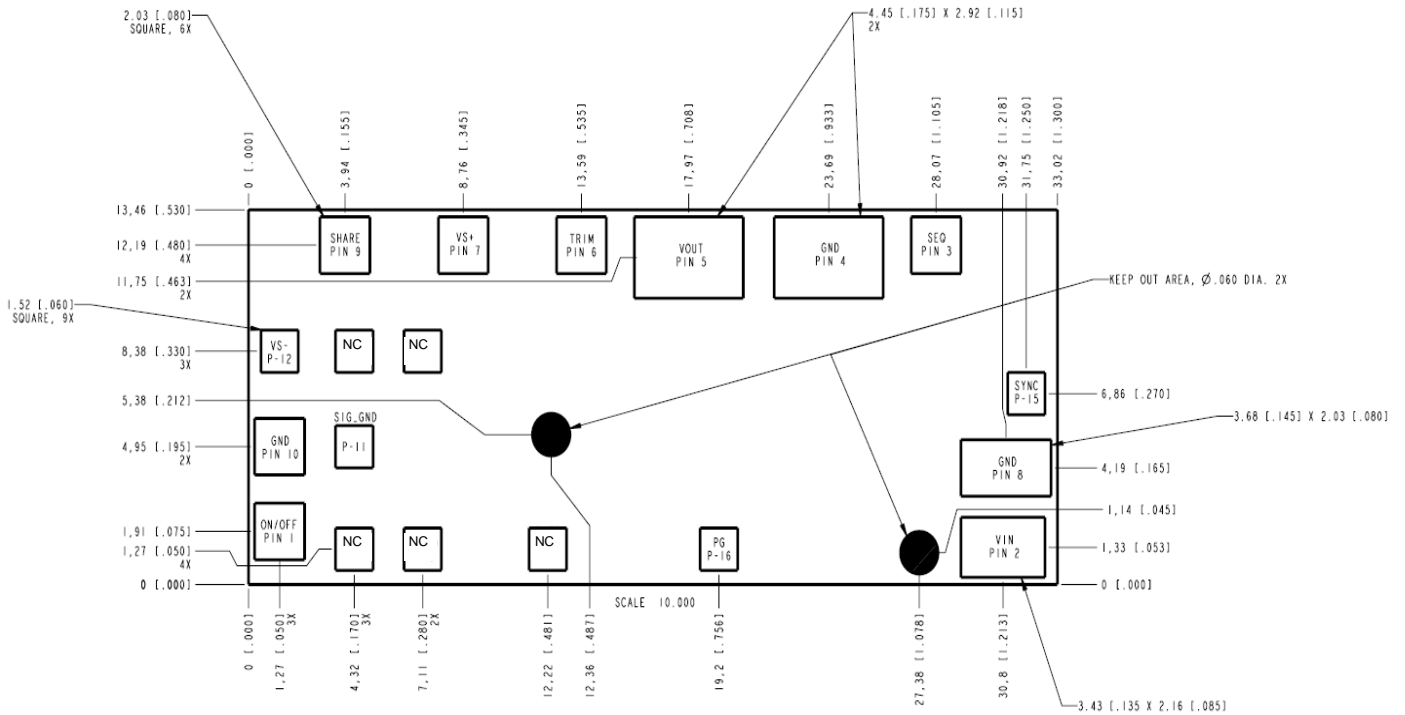 2.03 [.080]
SQUARE, 6X
4.45 [.175] X 2.92 [.115]
2X
0 [.000]
3,94 [.155]
8,76 [.345]
13,59 [.535]
17,97 [.708]
23,69 [.933]
28,07 [1.105]
30,92 [1.218]
31,75 [1.250]
33,02 [1.300]
13,46 [.530]
12,19 [.480]
4X
11,75 [.463]
2X
SHARE
PIN 9
VS+
PIN 7
TRIM
PIN 6
VOUT
PIN 5
GND
PIN 4
SEQ
PIN 3
KEEP OUT AREA, Ø.060 DIA. 2X
1.52 [.060]
SQUARE, 9X
8,38 [.330]
3X
VS-
P-12
NC
NC
5,38 [.212]
SYNC
P-15
6,86 [.270]
3.68 [.145] X 2.03 [.080]
4,95 [.195]
2X
GND
PIN 10
SIG_GND
P-11
GND
PIN 8
4,19 [.165]
1,14 [.045]
1,91 [.075]
1,27 [.050]
4X
ON/OFF
PIN 1
NC
NC
NC
PG
P-16
VIN
PIN 2
1,33 [.053]
0 [.000]
0 [.000]
SCALE 10.000
0 [.000]
1,27 [.050]
3X
4,32 [.170]
3X
7,11 [.280]
2X
12,22 [.481]
12,36 [.487]
19,2 [.756]
27,38 [1.078]
30,8 [1.213]
3.43 [.135 X 2.16 [.085]